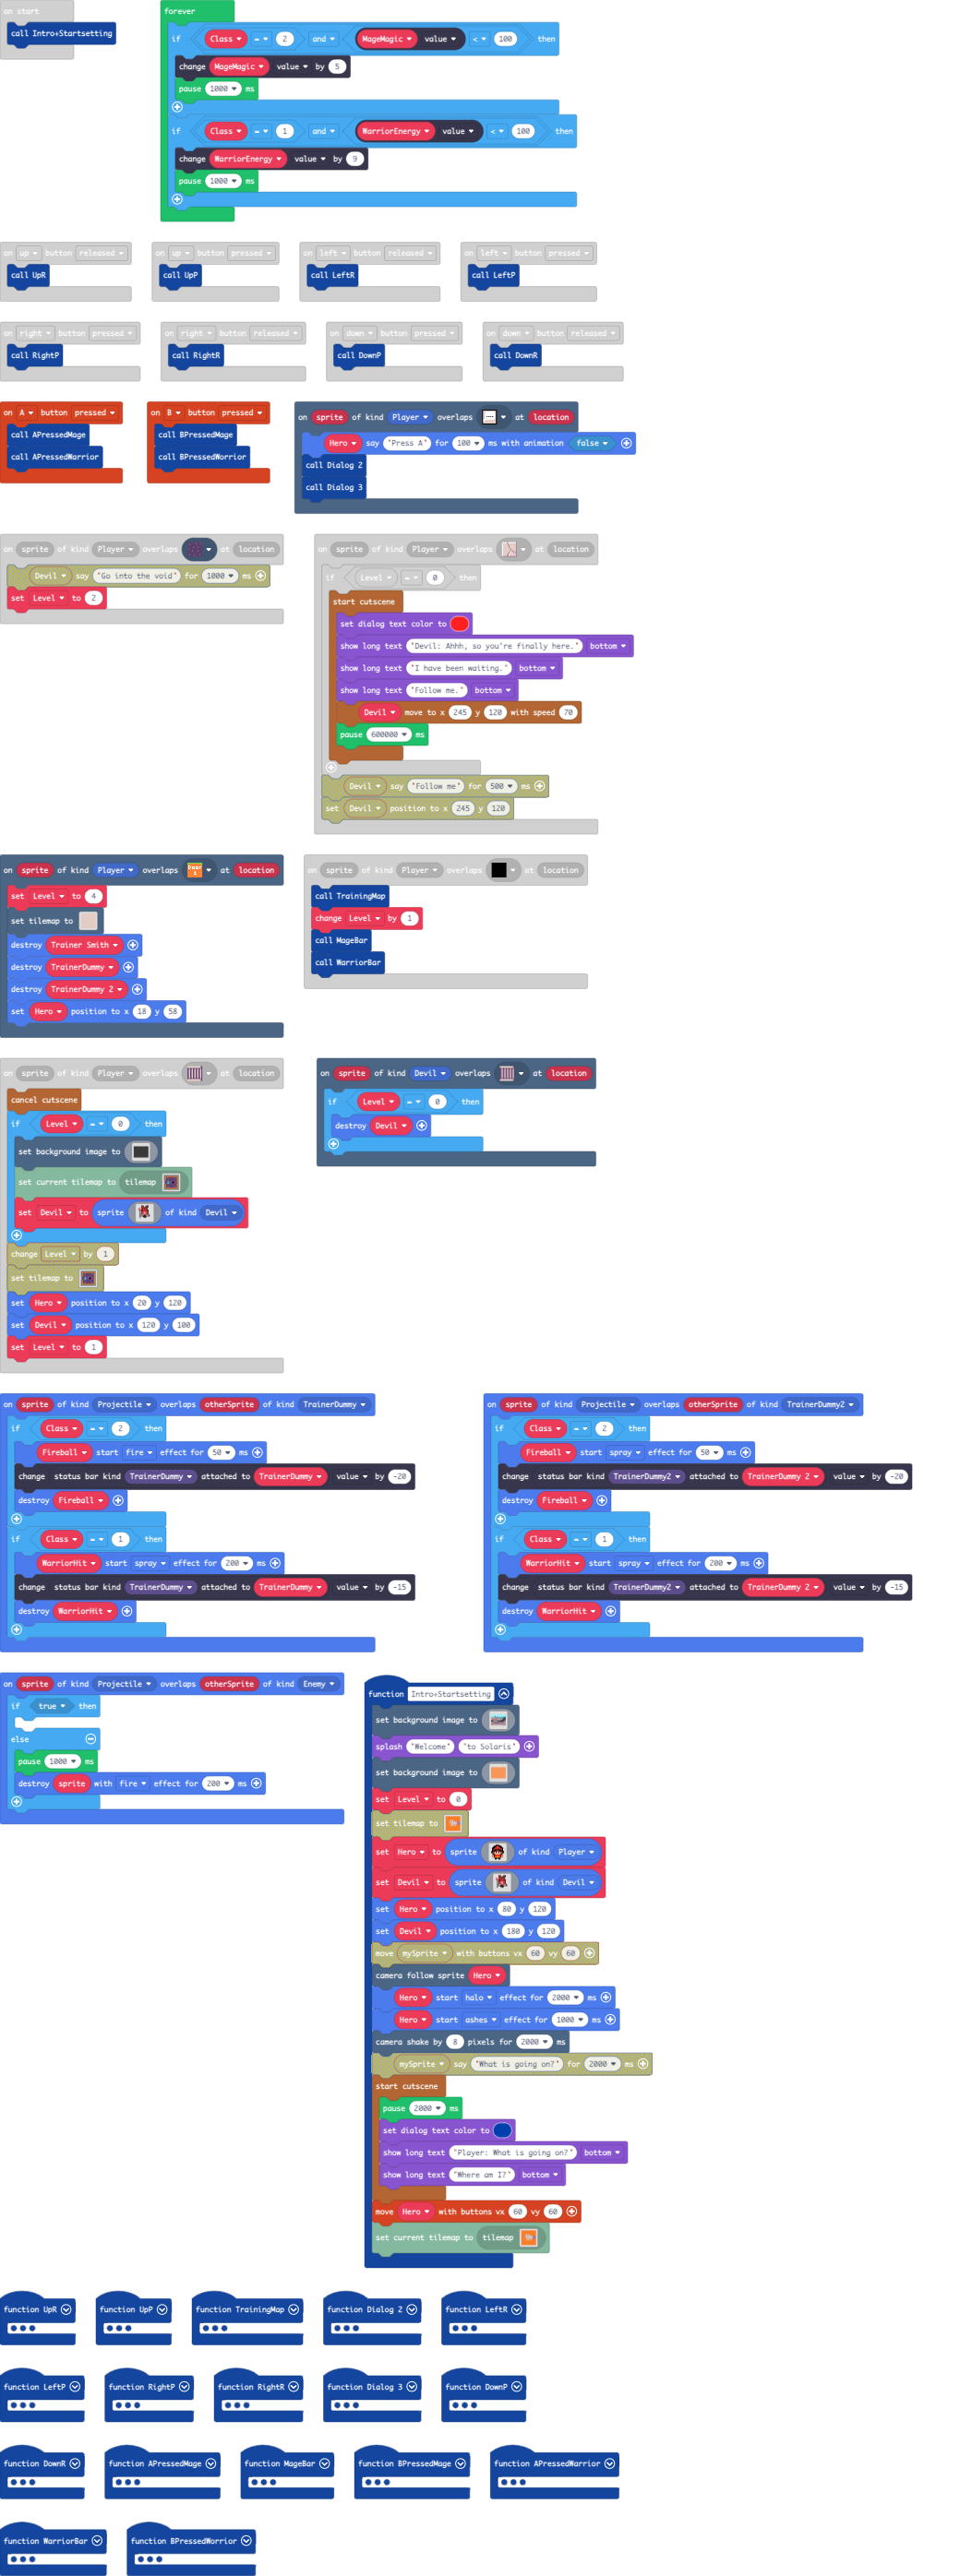 on start
call Intro+Startsetting
forever
if Class = 2 and MageMagic value < 100 then
change MageMagic value by 5
pause 1000 ms
if Class = 1 and WarriorEnergy value < 100 then
change WarriorEnergy value by 9
pause 1000 ms
on up button released
call UpR
on up button pressed
call UpP
on left button released
call LeftR
on left button pressed
call LeftP
on right button pressed
call RightP
on right button released
call RightR
on down button pressed
call DownP
on down button released
call DownR
on A button pressed
call APressedMage
call APressedWarrior
on B button pressed
call BPressedMage
call BPressedWorrior
on sprite of kind Player overlaps at location
Hero say "Press A" for 100 ms with animation false
call Dialog 2
call Dialog 3
on sprite of kind Player overlaps at location
Devil say "Go into the void" for 1000 ms
set Level to 2
on sprite of kind Player overlaps at location
if Level = 0 then
start cutscene
set dialog text color to
show long text "Devil: Ahhh, so you're finally here." bottom
show long text "I have been waiting." bottom
show long text "Follow me." bottom
Devil move to x 245 y 120 with speed 70
pause 600000 ms
Devil say "Follow me" for 500 ms
set Devil position to x 245 y 120
on sprite of kind Player overlaps at location
set Level to 4
set tilemap to
destroy Trainer Smith
destroy TrainerDummy
destroy TrainerDummy 2
set Hero position to x 18 y 58
on sprite of kind Player overlaps at location
call TrainingMap
change Level by 1
call MageBar
call WarriorBar
on sprite of kind Player overlaps at location
cancel cutscene
if Level = 0 then
set background image to
set current tilemap to tilemap
set Devil to sprite of kind Devil
change Level by 1
set tilemap to
set Hero position to x 20 y 120
set Devil position to x 120 y 100
set Level to 1
on sprite of kind Devil overlaps at location
if Level = 0 then
destroy Devil
on sprite of kind Projectile overlaps otherSprite of kind TrainerDummy
if Class = 2 then
Fireball start fire effect for 50 ms
change status bar kind TrainerDummy attached to TrainerDummy value by -20
destroy Fireball
if Class = 1 then
WarriorHit start spray effect for 200 ms
change status bar kind TrainerDummy attached to TrainerDummy value by -15
destroy WarriorHit
on sprite of kind Projectile overlaps otherSprite of kind TrainerDummy2
if Class = 2 then
Fireball start spray effect for 50 ms
change status bar kind TrainerDummy2 attached to TrainerDummy 2 value by -20
destroy Fireball
if Class = 1 then
WarriorHit start spray effect for 200 ms
change status bar kind TrainerDummy2 attached to TrainerDummy 2 value by -15
destroy WarriorHit
on sprite of kind Projectile overlaps otherSprite of kind Enemy
if true then
else
pause 1000 ms
destroy sprite with fire effect for 200 ms
function Intro+Startsetting
set background image to
splash "Welcome" "to Solaris"
set background image to
set Level to 0
set tilemap to
set Hero to sprite of kind Player
set Devil to sprite of kind Devil
set Hero position to x 80 y 120
set Devil position to x 180 y 120
move mySprite with buttons vx 60 vy 60
camera follow sprite Hero
Hero start halo effect for 2000 ms
Hero start ashes effect for 1000 ms
camera shake by 8 pixels for 2000 ms
mySprite say "What is going on?" for 2000 ms
start cutscene
pause 2000 ms
set dialog text color to
show long text "Player: What is going on?" bottom
show long text "Where am I?" bottom
move Hero with buttons vx 60 vy 60
set current tilemap to tilemap
function UpR
function UpP
function TrainingMap
function Dialog 2
function LeftR
function LeftP
function RightP
function RightR
function Dialog 3
function DownP
function DownR
function APressedMage
function MageBar
function BPressedMage
function APressedWarrior
function WarriorBar
function BPressedWorrior